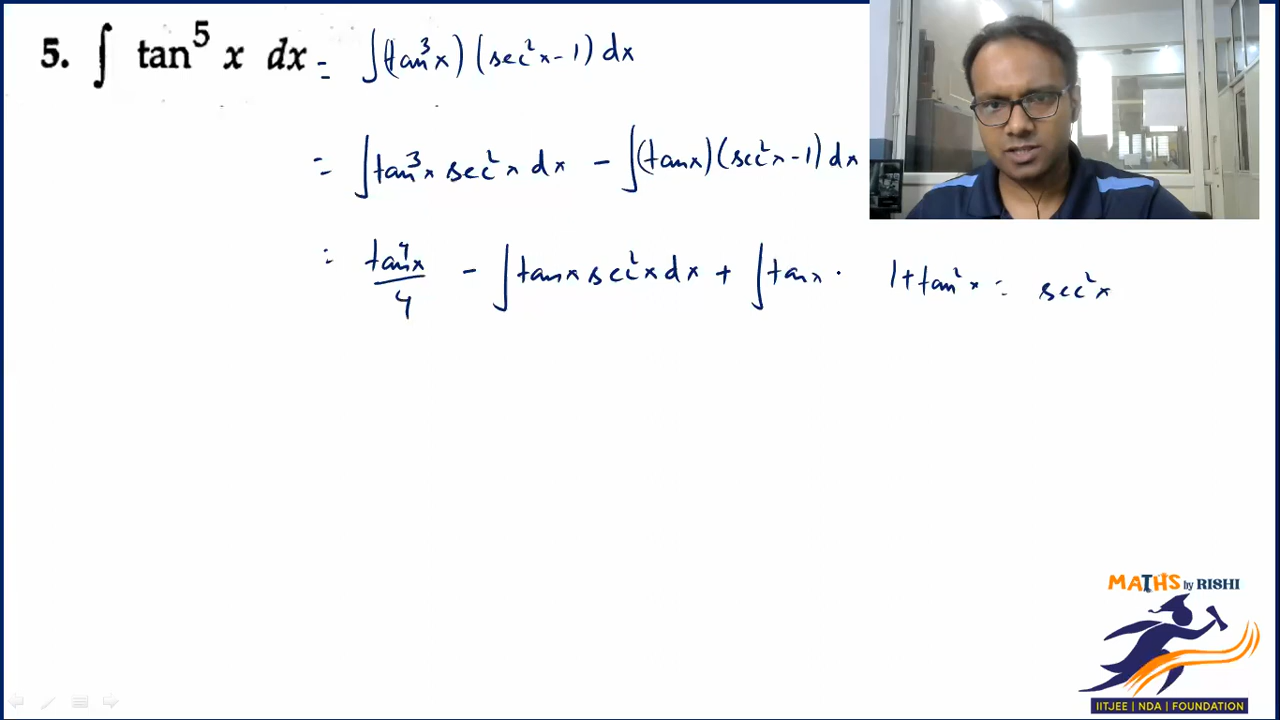 5. ∫ tan⁵ x dx = ∫(tan³x)(sec²x-1)dx
= ∫tan³x sec²x dx - ∫(tanx)(sec²x-1)dx
= tan⁴x/4 - ∫tanx sec²x dx + ∫tanx · 1+tan²x = sec²x
MATHS by RISHI
IITJEE | NDA | FOUNDATION